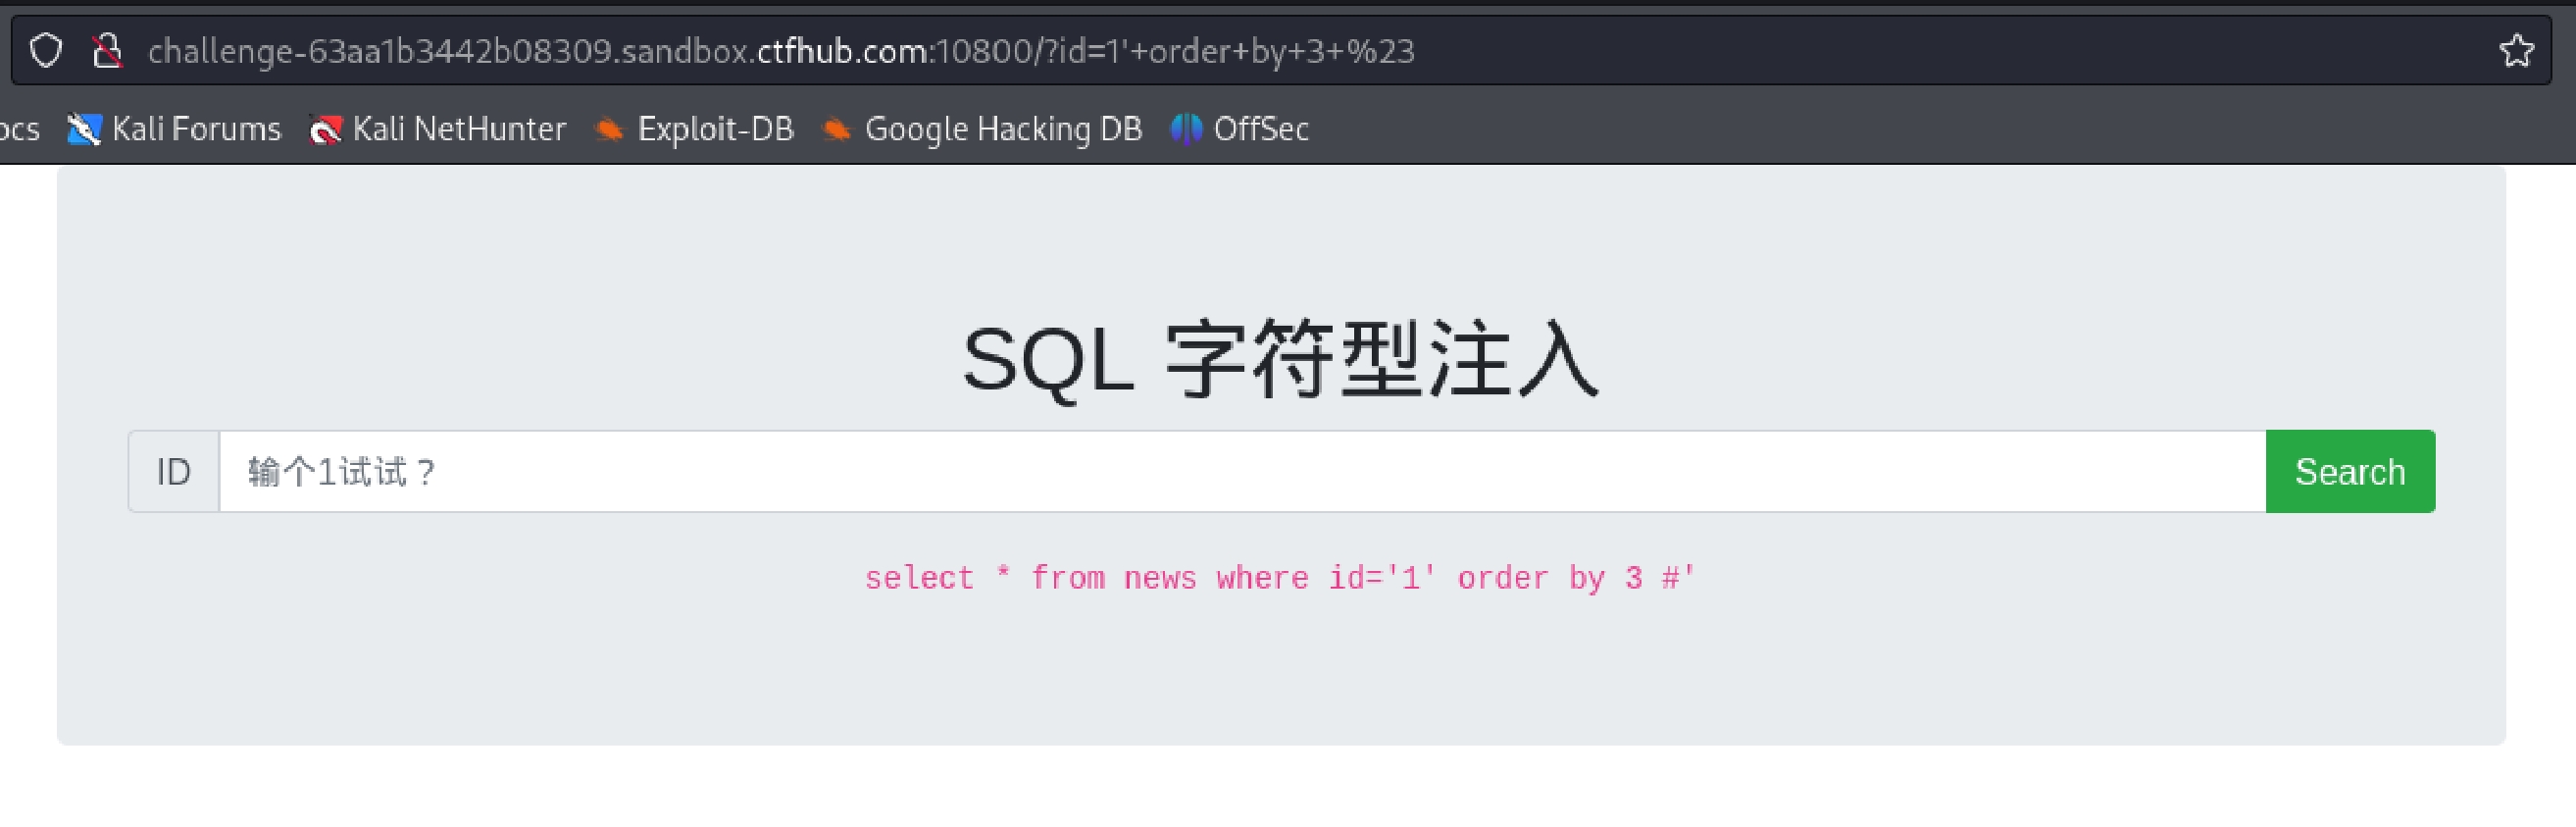 challenge-63aa1b3442b08309.sandbox.ctfhub.com:10800/?id=1'+order+by+3+%23
ocs Kali Forums Kali NetHunter Exploit-DB Google Hacking DB OffSec
SQL 字符型注入
ID 输个1试试？ Search
select * from news where id='1' order by 3 #'